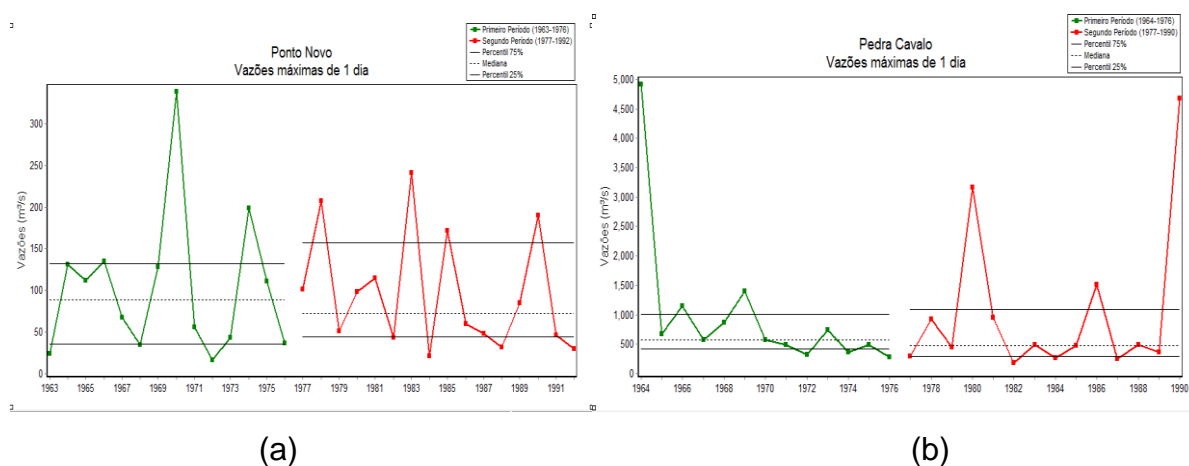 Ponto Novo
Vazões máximas de 1 dia
Primeiro Período (1963-1976)
Segundo Período (1977-1992)
Percentil 75%
Mediana
Percentil 25%
Vazões (m³/s)
300
250
200
150
100
50
0
1963 1965 1967 1969 1971 1973 1975 1977 1979 1981 1983 1985 1987 1989 1991
(a)
Pedra Cavalo
Vazões máximas de 1 dia
Primeiro Período (1964-1976)
Segundo Período (1977-1990)
Percentil 75%
Mediana
Percentil 25%
Vazões (m³/s)
5,000
4,500
4,000
3,500
3,000
2,500
2,000
1,500
1,000
500
0
1964 1966 1968 1970 1972 1974 1976 1978 1980 1982 1984 1986 1988 1990
(b)